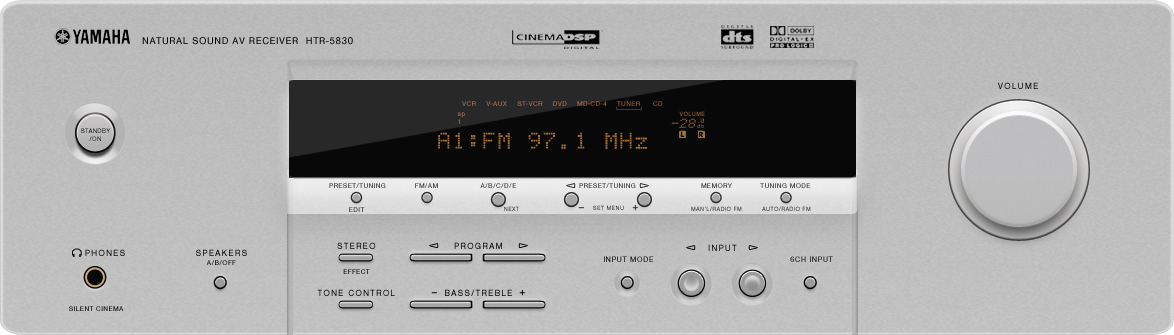 YAMAHA NATURAL SOUND AV RECEIVER HTR-5830
CINEMA DSP
DIGITAL
DIGITAL
dts
SURROUND
DOLBY
DIGITAL-EX
PRO LOGIC II
VOLUME
STANDBY
/ON
VCR V-AUX ST-VCR DVD MD-CD-4 TUNER CD
sp
1
VOLUME
-28.0
dB
L R
A1:FM 97.1 MHz
PRESET/TUNING
EDIT
FM/AM
A/B/C/D/E
NEXT
◁ PRESET/TUNING ▷
− SET MENU +
MEMORY
MAN'L/RADIO FM
TUNING MODE
AUTO/RADIO FM
PHONES
SILENT CINEMA
SPEAKERS
A/B/OFF
STEREO
EFFECT
◁ PROGRAM ▷
TONE CONTROL
− BASS/TREBLE +
INPUT MODE
◁ INPUT ▷
6CH INPUT